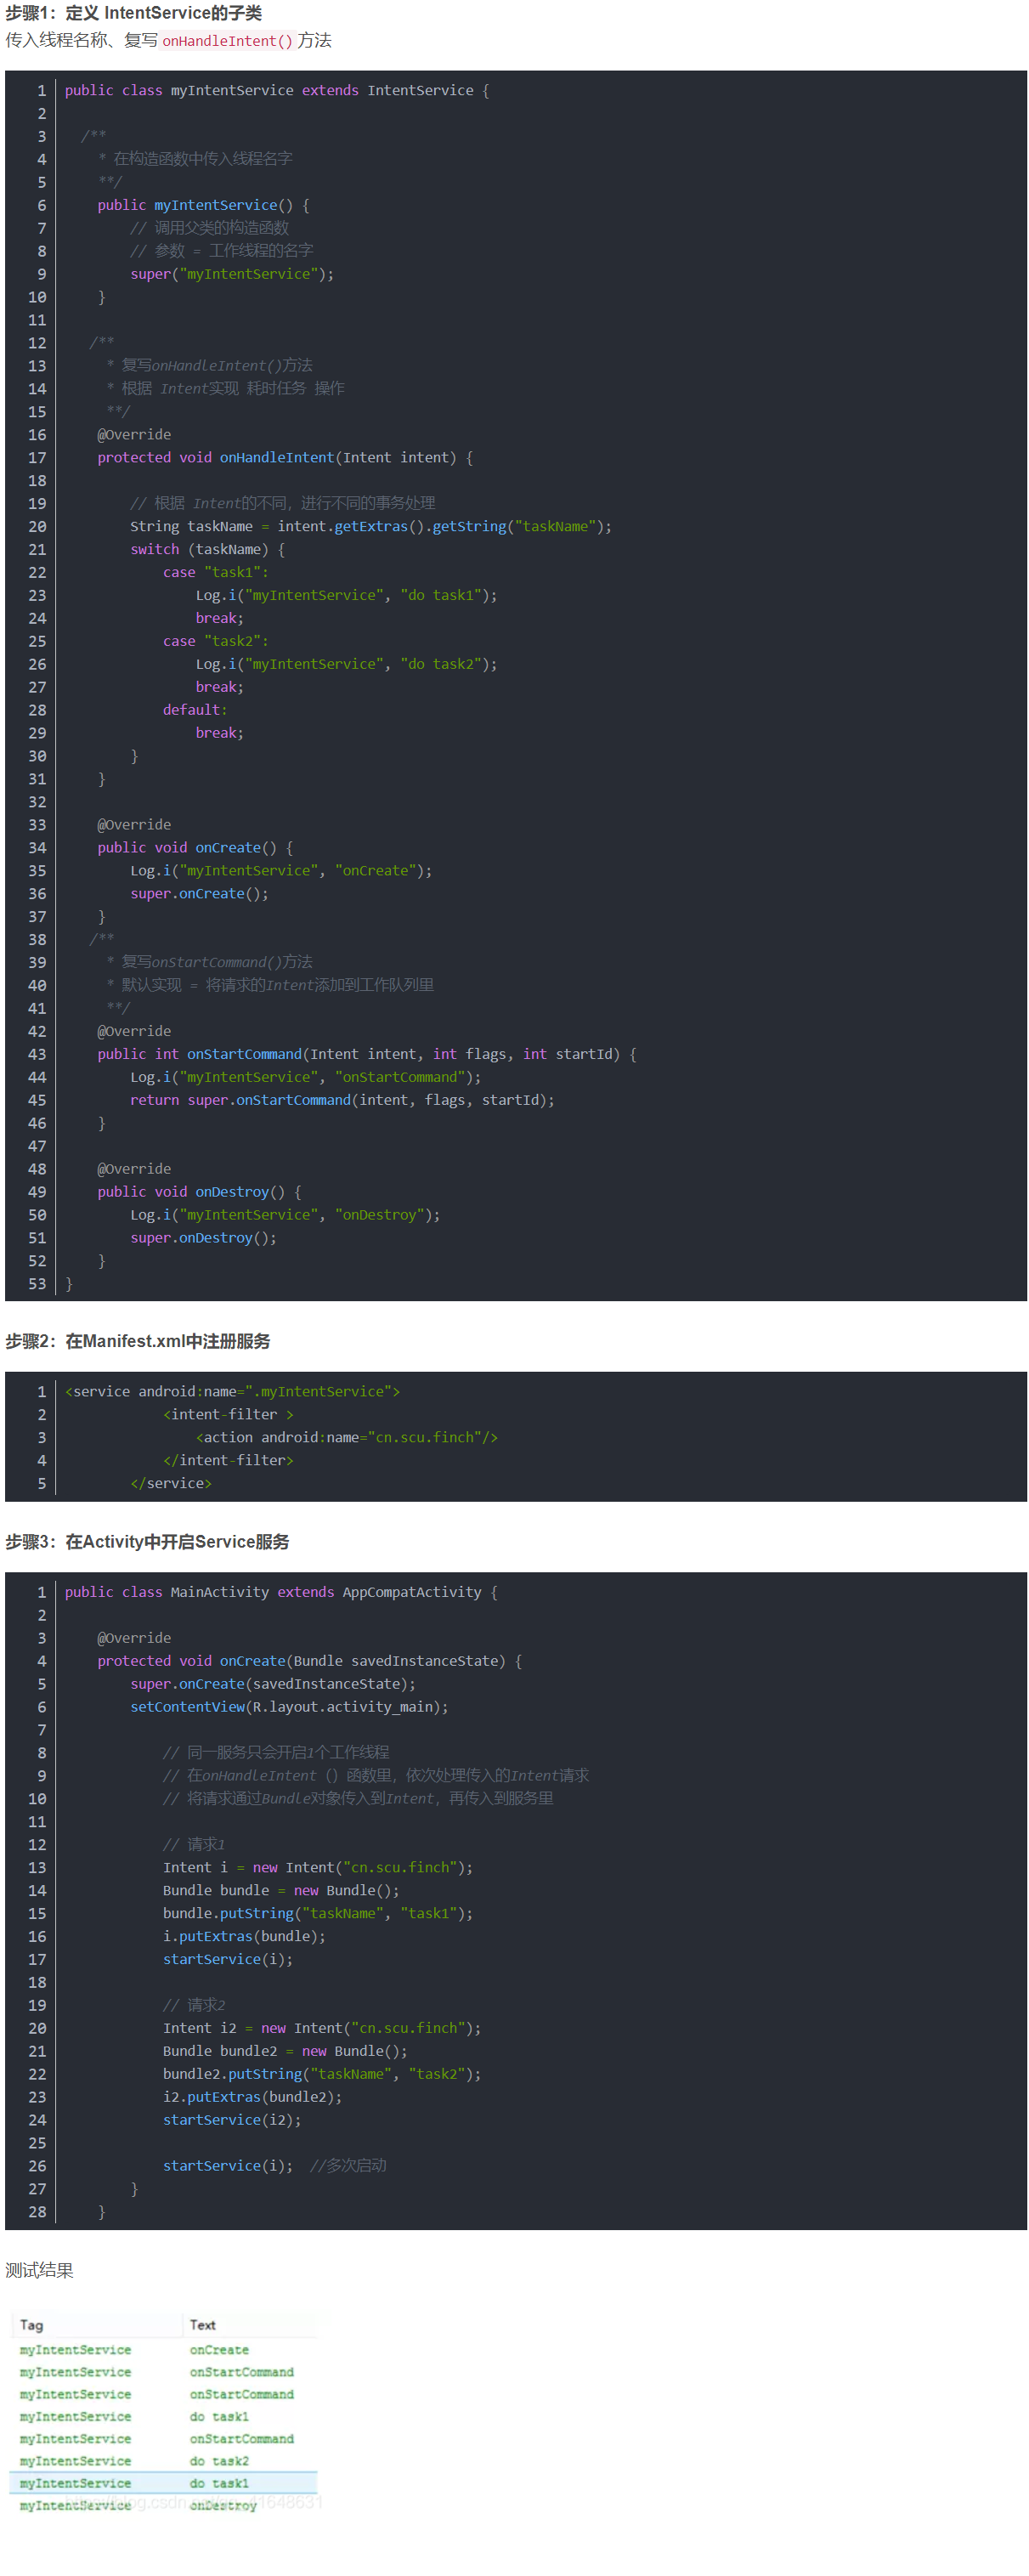 步骤1：定义 IntentService的子类
传入线程名称、复写 onHandleIntent() 方法
1 public class myIntentService extends IntentService {
2
3 /**
4 * 在构造函数中传入线程名字
5 **/
6 public myIntentService() {
7 // 调用父类的构造函数
8 // 参数 = 工作线程的名字
9 super("myIntentService");
10 }
11
12 /**
13 * 复写onHandleIntent()方法
14 * 根据 Intent实现 耗时任务 操作
15 **/
16 @Override
17 protected void onHandleIntent(Intent intent) {
18
19 // 根据 Intent的不同，进行不同的事务处理
20 String taskName = intent.getExtras().getString("taskName");
21 switch (taskName) {
22 case "task1":
23 Log.i("myIntentService", "do task1");
24 break;
25 case "task2":
26 Log.i("myIntentService", "do task2");
27 break;
28 default:
29 break;
30 }
31 }
32
33 @Override
34 public void onCreate() {
35 Log.i("myIntentService", "onCreate");
36 super.onCreate();
37 }
38 /**
39 * 复写onStartCommand()方法
40 * 默认实现 = 将请求的Intent添加到工作队列里
41 **/
42 @Override
43 public int onStartCommand(Intent intent, int flags, int startId) {
44 Log.i("myIntentService", "onStartCommand");
45 return super.onStartCommand(intent, flags, startId);
46 }
47
48 @Override
49 public void onDestroy() {
50 Log.i("myIntentService", "onDestroy");
51 super.onDestroy();
52 }
53 }
步骤2：在Manifest.xml中注册服务
1 <service android:name=".myIntentService">
2 <intent-filter >
3 <action android:name="cn.scu.finch"/>
4 </intent-filter>
5 </service>
步骤3：在Activity中开启Service服务
1 public class MainActivity extends AppCompatActivity {
2
3 @Override
4 protected void onCreate(Bundle savedInstanceState) {
5 super.onCreate(savedInstanceState);
6 setContentView(R.layout.activity_main);
7
8 // 同一服务只会开启1个工作线程
9 // 在onHandleIntent（）函数里，依次处理传入的Intent请求
10 // 将请求通过Bundle对象传入到Intent，再传入到服务里
11
12 // 请求1
13 Intent i = new Intent("cn.scu.finch");
14 Bundle bundle = new Bundle();
15 bundle.putString("taskName", "task1");
16 i.putExtras(bundle);
17 startService(i);
18
19 // 请求2
20 Intent i2 = new Intent("cn.scu.finch");
21 Bundle bundle2 = new Bundle();
22 bundle2.putString("taskName", "task2");
23 i2.putExtras(bundle2);
24 startService(i2);
25
26 startService(i); //多次启动
27 }
28 }
测试结果
Tag Text
myIntentService onCreate
myIntentService onStartCommand
myIntentService onStartCommand
myIntentService do task1
myIntentService onStartCommand
myIntentService do task2
myIntentService do task1
myIntentService onDestroy